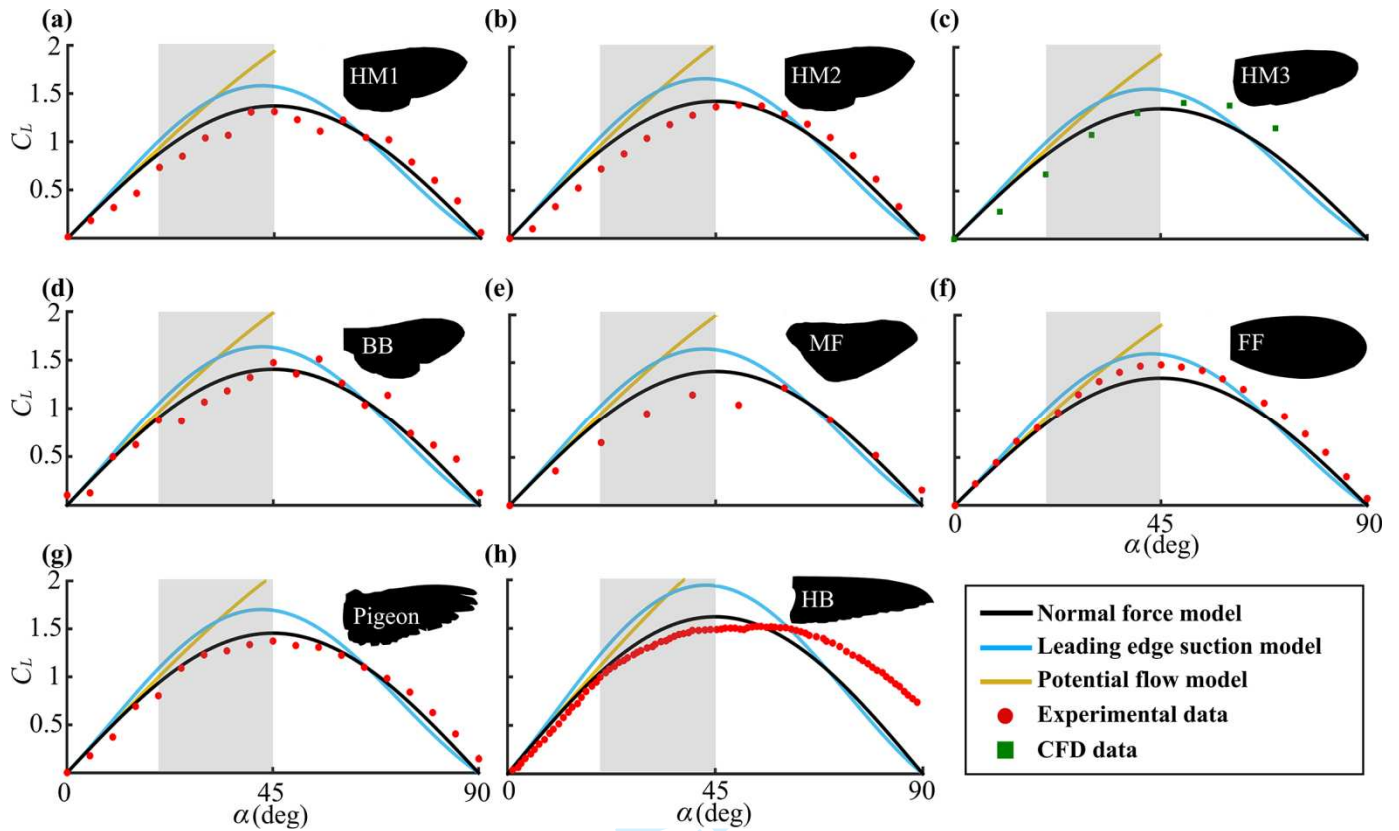 (a)
2
1.5
1
0.5
C_L
HM1
(b)
HM2
(c)
HM3
(d)
2
1.5
1
0.5
C_L
BB
(e)
MF
(f)
FF
0
45
90
α(deg)
(g)
2
1.5
1
0.5
C_L
Pigeon
0
45
90
α(deg)
(h)
HB
0
45
90
α(deg)
Normal force model
Leading edge suction model
Potential flow model
Experimental data
CFD data